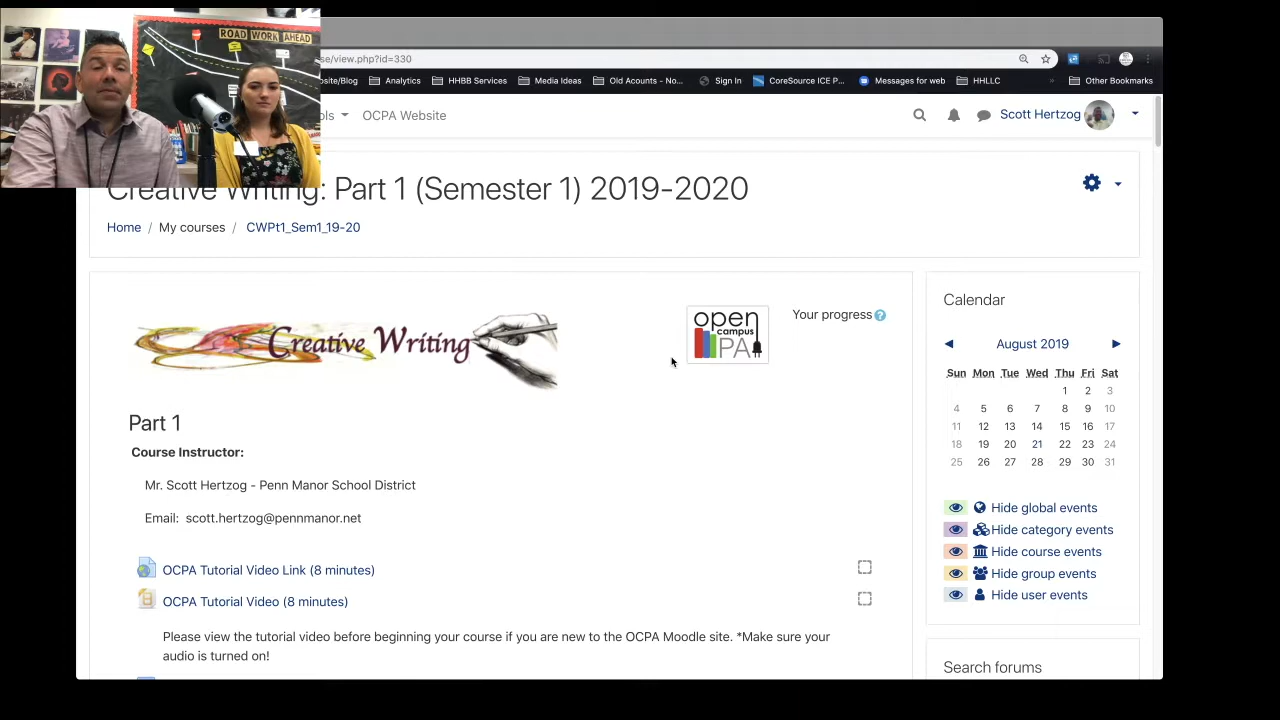 ROAD WORK AHEAD
se/view.php?id=330
bsite/Blog Analytics HHBB Services Media Ideas Old Acounts - No... Sign In CoreSource ICE P... Messages for web HHLLC » Other Bookmarks
ols OCPA Website Scott Hertzog
Creative Writing: Part 1 (Semester 1) 2019-2020
Home / My courses / CWPt1_Sem1_19-20
Creative Writing
open campus PA
Your progress
Part 1
Course Instructor:
Mr. Scott Hertzog - Penn Manor School District
Email: scott.hertzog@pennmanor.net
OCPA Tutorial Video Link (8 minutes)
OCPA Tutorial Video (8 minutes)
Please view the tutorial video before beginning your course if you are new to the OCPA Moodle site. *Make sure your
audio is turned on!
Calendar
◄ August 2019 ►
Sun Mon Tue Wed Thu Fri Sat
1 2 3
4 5 6 7 8 9 10
11 12 13 14 15 16 17
18 19 20 21 22 23 24
25 26 27 28 29 30 31
Hide global events
Hide category events
Hide course events
Hide group events
Hide user events
Search forums